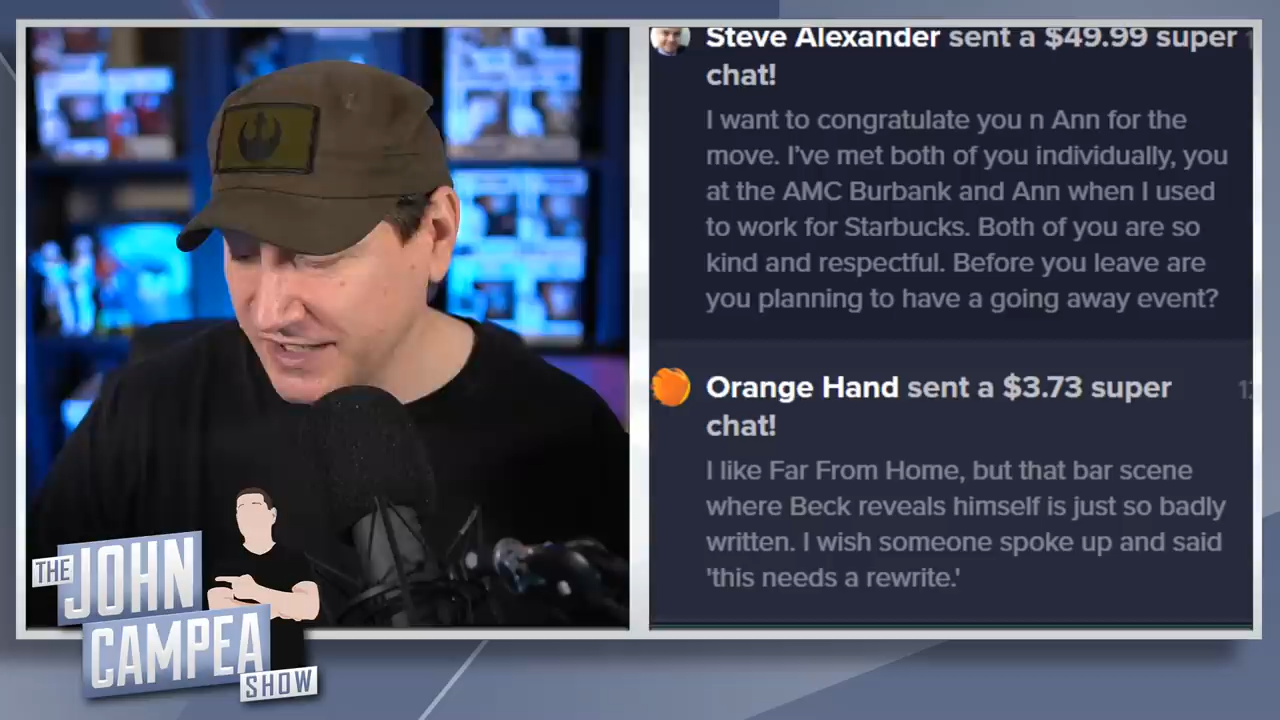 Steve Alexander sent a $49.99 super
chat!
I want to congratulate you n Ann for the
move. I've met both of you individually, you
at the AMC Burbank and Ann when I used
to work for Starbucks. Both of you are so
kind and respectful. Before you leave are
you planning to have a going away event?
Orange Hand sent a $3.73 super
chat!
I like Far From Home, but that bar scene
where Beck reveals himself is just so badly
written. I wish someone spoke up and said
'this needs a rewrite.'
THE
JOHN
CAMPEA
SHOW